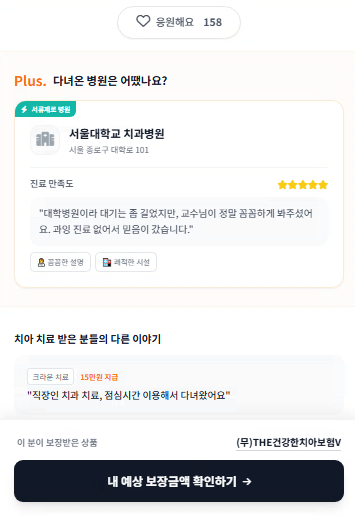 응원해요 158
Plus. 다녀온 병원은 어땠나요?
서류제로 병원
서울대학교 치과병원
서울 종로구 대학로 101
진료 만족도
"대학병원이라 대기는 좀 길었지만, 교수님이 정말 꼼꼼하게 봐주셨어
요. 과잉 진료 없어서 믿음이 갔습니다."
꼼꼼한 설명 쾌적한 시설
치아 치료 받은 분들의 다른 이야기
크라운 치료 15만원 지급
"직장인 치과 치료, 점심시간 이용해서 다녀왔어요"
이 분이 보장받은 상품 (무)THE건강한치아보험V
내 예상 보장금액 확인하기 →